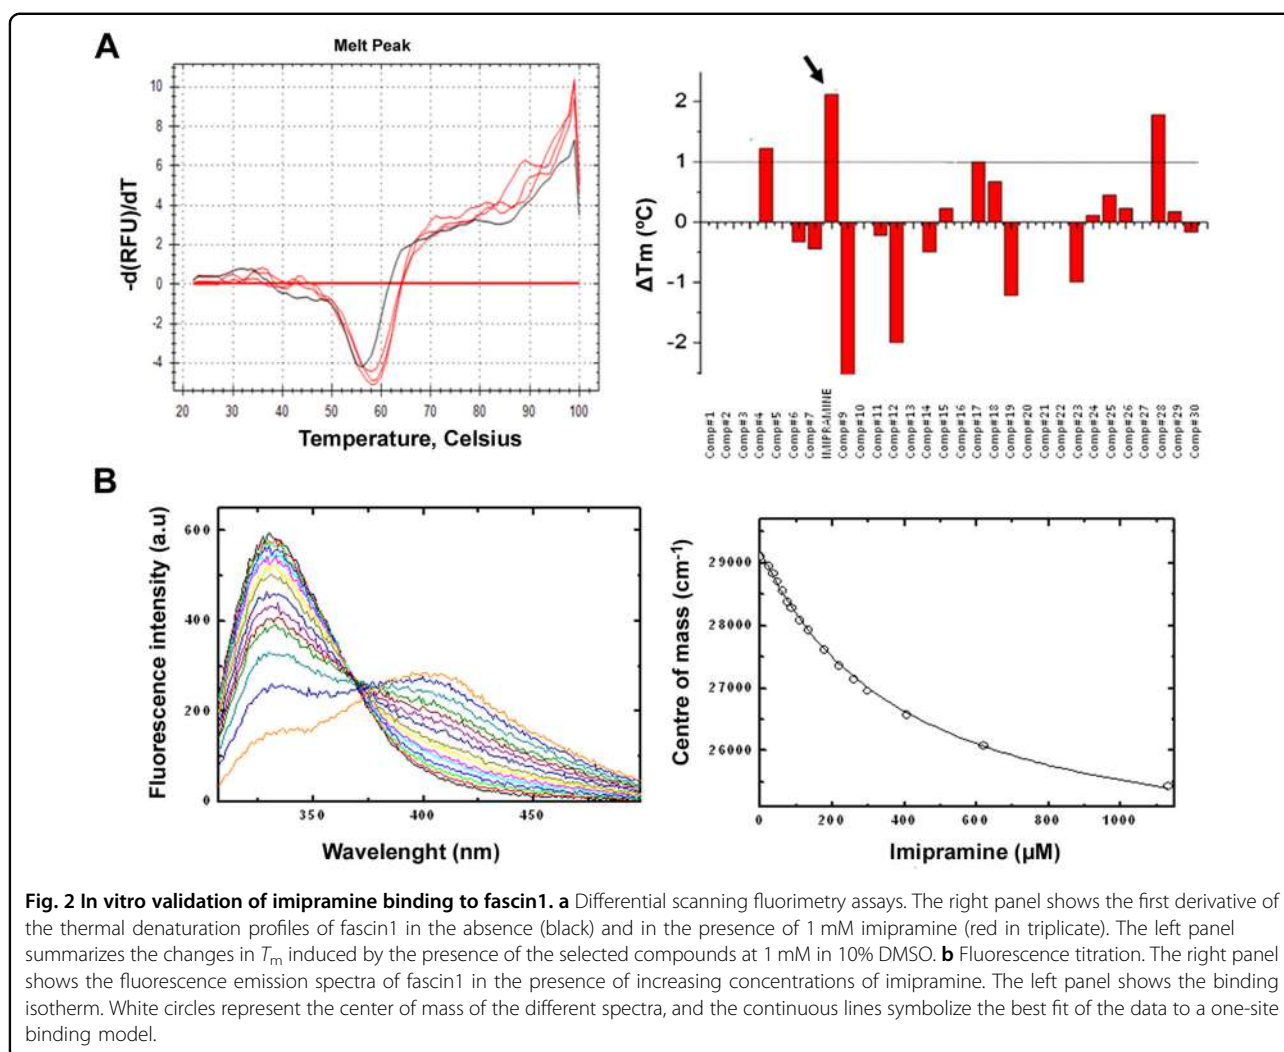 A
Melt Peak
-d(RFU)/dT
10
8
6
4
2
0
-2
-4
20 30 40 50 60 70 80 90 100
Temperature, Celsius
ΔTm (ºC)
2
1
0
-1
-2
Comp#1
Comp#2
Comp#3
Comp#4
Comp#5
Comp#6
Comp#7
IMIPRAMINE
Comp#9
Comp#10
Comp#11
Comp#12
Comp#13
Comp#14
Comp#15
Comp#16
Comp#17
Comp#18
Comp#19
Comp#20
Comp#21
Comp#22
Comp#23
Comp#24
Comp#25
Comp#26
Comp#27
Comp#28
Comp#29
Comp#30
B
Fluorescence intensity (a.u)
600
400
200
0
350 400 450
Wavelenght (nm)
Centre of mass (cm-1)
29000
28000
27000
26000
0 200 400 600 800 1000
Imipramine (µM)
Fig. 2 In vitro validation of imipramine binding to fascin1. a Differential scanning fluorimetry assays. The right panel shows the first derivative of
the thermal denaturation profiles of fascin1 in the absence (black) and in the presence of 1 mM imipramine (red in triplicate). The left panel
summarizes the changes in Tm induced by the presence of the selected compounds at 1 mM in 10% DMSO. b Fluorescence titration. The right panel
shows the fluorescence emission spectra of fascin1 in the presence of increasing concentrations of imipramine. The left panel shows the binding
isotherm. White circles represent the center of mass of the different spectra, and the continuous lines symbolize the best fit of the data to a one-site
binding model.